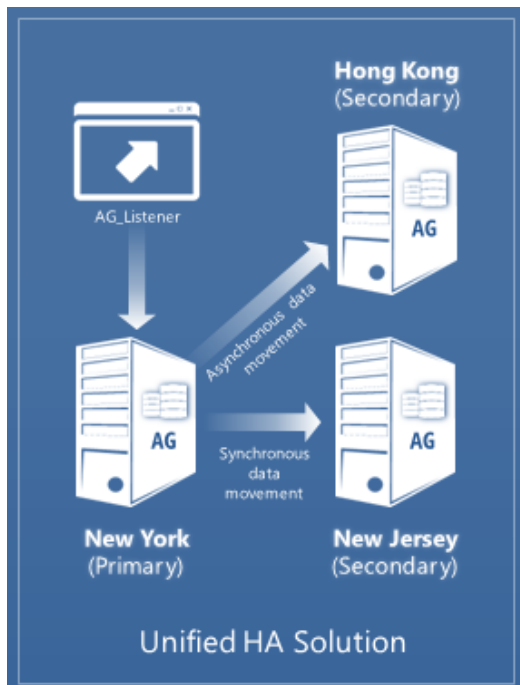 Hong Kong
(Secondary)
AG_Listener
AG
Asynchronous data
movement
AG
Synchronous
data
movement
AG
New York
(Primary)
New Jersey
(Secondary)
Unified HA Solution